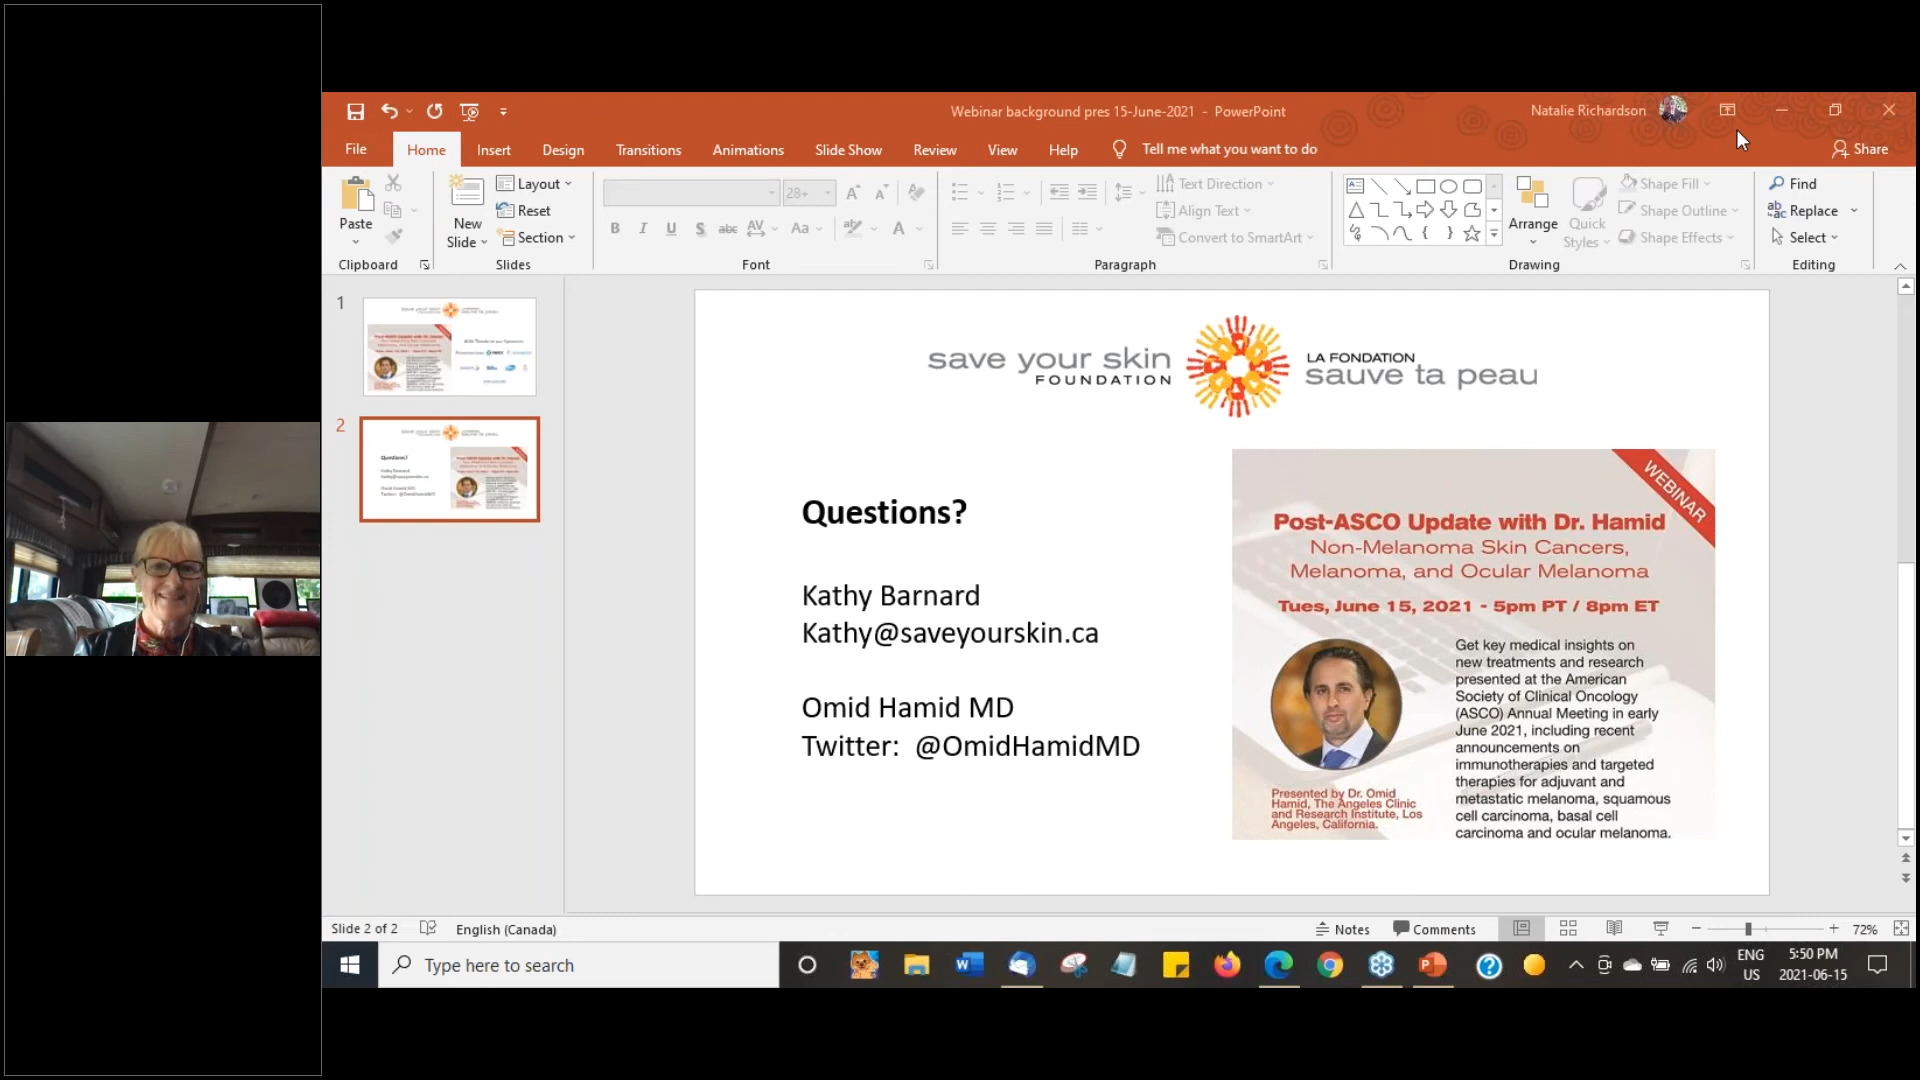 Webinar background pres 15-June-2021 - PowerPoint
Natalie Richardson
File
Home
Insert
Design
Transitions
Animations
Slide Show
Review
View
Help
Tell me what you want to do
Share
Paste
Clipboard
New
Slide
Layout
Reset
Section
Slides
28+
B I U S abc AV Aa A
Font
Text Direction
Align Text
Convert to SmartArt
Paragraph
Arrange
Quick
Styles
Shape Fill
Shape Outline
Shape Effects
Drawing
Find
Replace
Select
Editing
1
2
Questions?
save your skin
FOUNDATION
LA FONDATION
sauve ta peau
Questions?
Kathy Barnard
Kathy@saveyourskin.ca
Omid Hamid MD
Twitter: @OmidHamidMD
WEBINAR
Post-ASCO Update with Dr. Hamid
Non-Melanoma Skin Cancers,
Melanoma, and Ocular Melanoma
Tues, June 15, 2021 - 5pm PT / 8pm ET
Presented by Dr. Omid
Hamid, The Angeles Clinic
and Research Institute, Los
Angeles, California.
Get key medical insights on
new treatments and research
presented at the American
Society of Clinical Oncology
(ASCO) Annual Meeting in early
June 2021, including recent
announcements on
immunotherapies and targeted
therapies for adjuvant and
metastatic melanoma, squamous
cell carcinoma, basal cell
carcinoma and ocular melanoma.
Slide 2 of 2
English (Canada)
Notes
Comments
72%
Type here to search
ENG
US
5:50 PM
2021-06-15